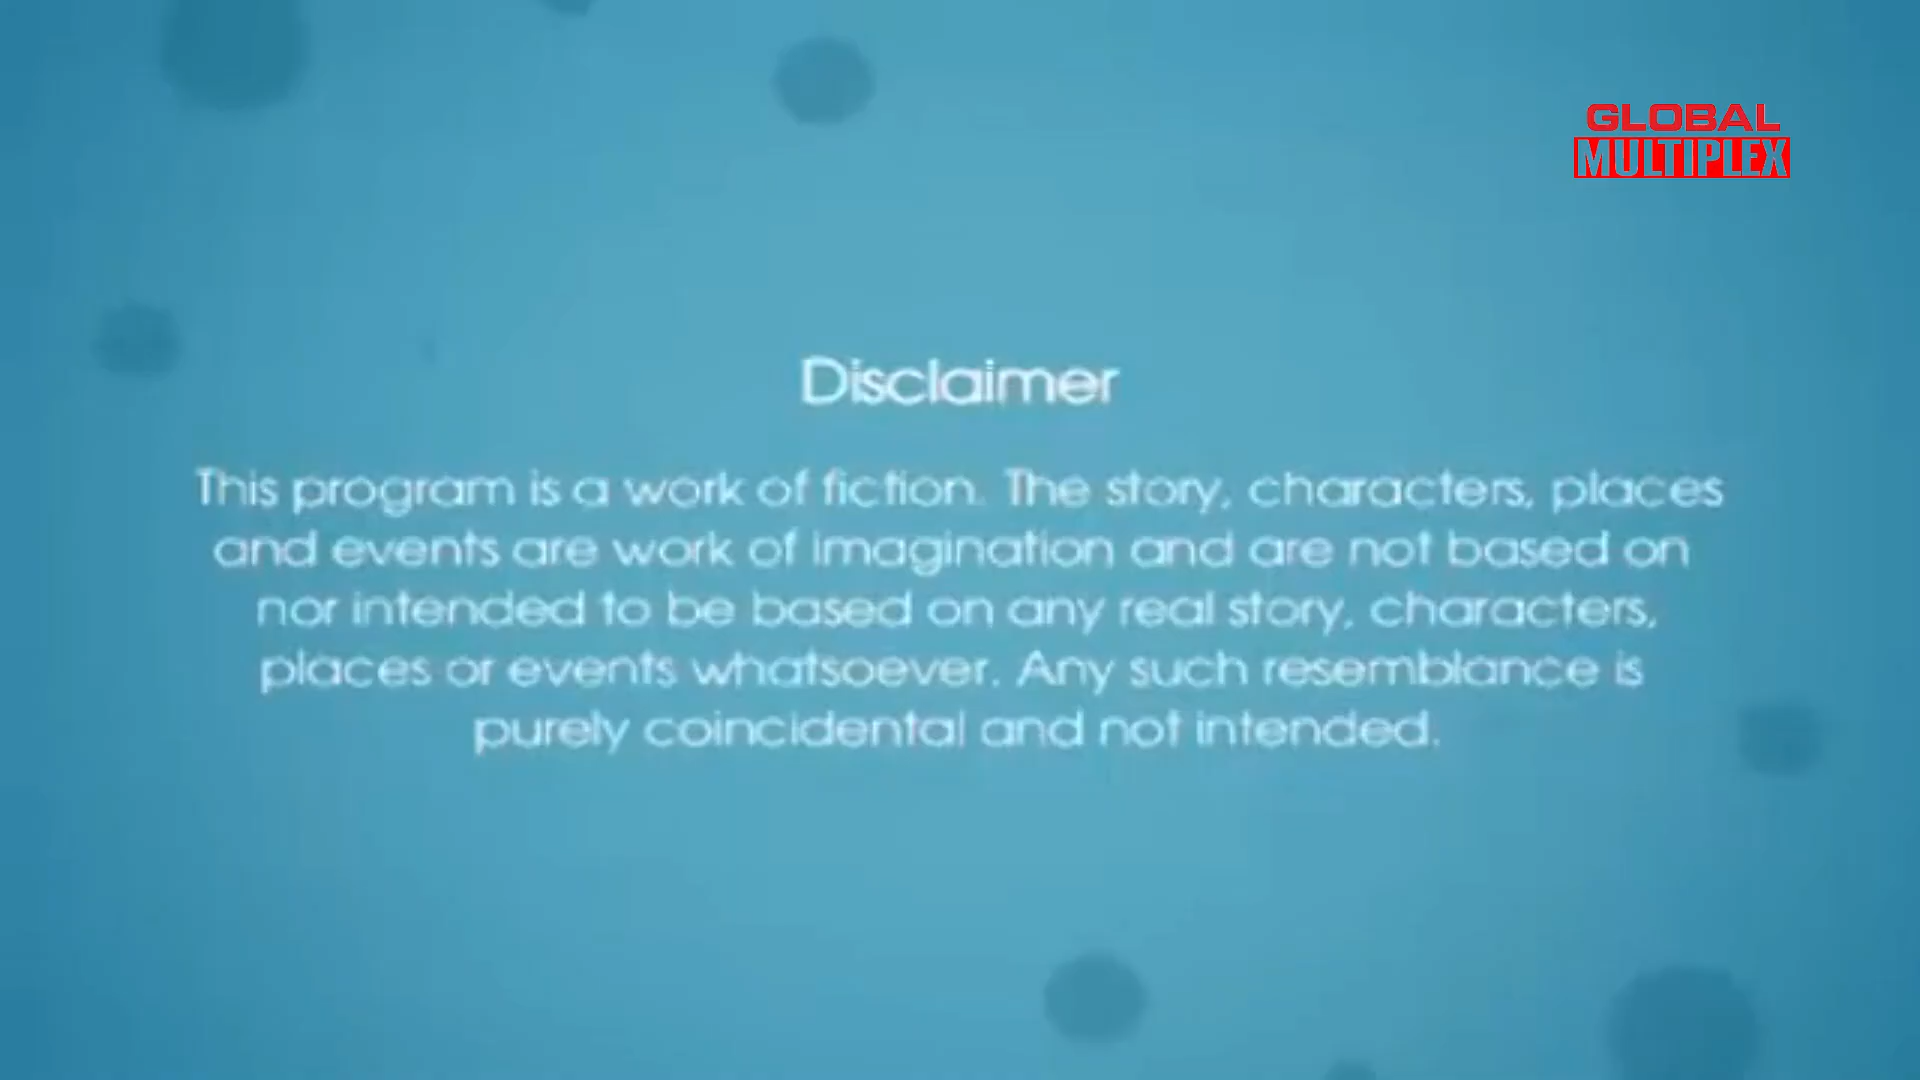 GLOBAL
MULTIPLEX
Disclaimer
This program is a work of fiction. The story, characters, places
and events are work of imagination and are not based on
nor intended to be based on any real story, characters,
places or events whatsoever. Any such resemblance is
purely coincidental and not intended.